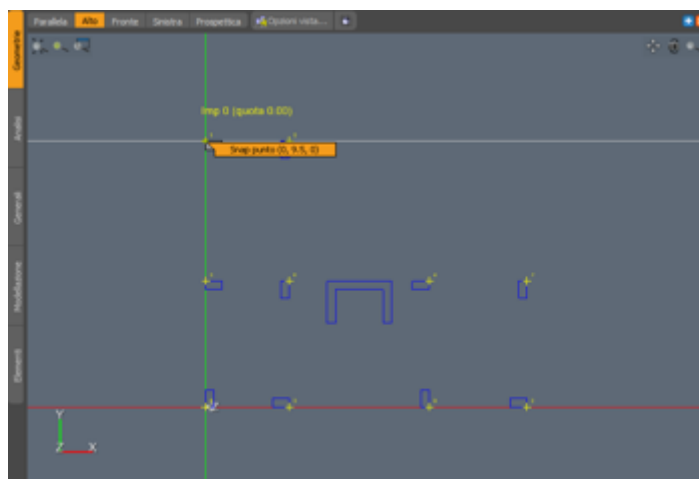 Parallela Alto Fronte Sinistra Prospettica Opzioni vista...
Geometrie
Analisi
Generali
Modellazione
Elementi
Imp 0 (quota 0.00)
Snap punto (0, 9.5, 0)
Y
Z X